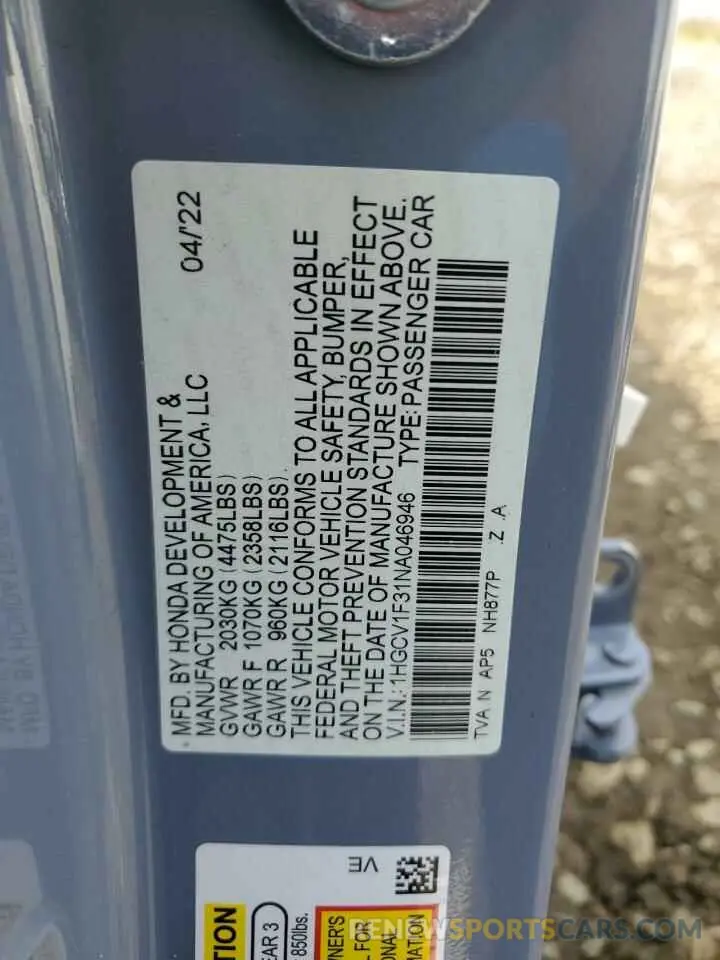 MFD. BY HONDA DEVELOPMENT & 04/'22
MANUFACTURING OF AMERICA, LLC
GVWR 2030KG (4475LBS)
GAWR F 1070KG (2358LBS)
GAWR R 960KG (2116LBS).
THIS VEHICLE CONFORMS TO ALL APPLICABLE
FEDERAL MOTOR VEHICLE SAFETY, BUMPER,
AND THEFT PREVENTION STANDARDS IN EFFECT
ON THE DATE OF MANUFACTURE SHOWN ABOVE.
V.I.N.: 1HGCV1F31NA046946 TYPE: PASSENGER CAR
TVA N AP5 NH877P .Z .A
VE
850lbs.
RENEWSPORTSCARS.COM